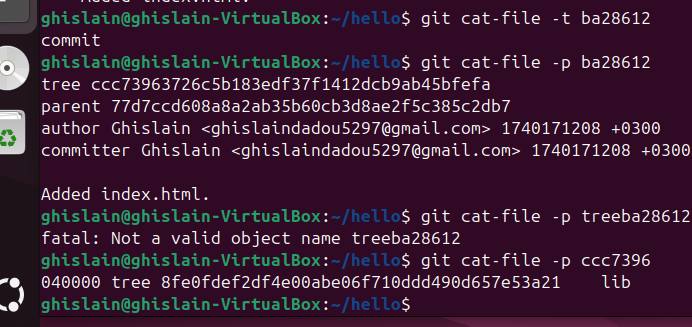 Added index.html.
ghislain@ghislain-VirtualBox:~/hello$ git cat-file -t ba28612
commit
ghislain@ghislain-VirtualBox:~/hello$ git cat-file -p ba28612
tree ccc73963726c5b183edf37f1412dcb9ab45bfefa
parent 77d7ccd608a8a2ab35b60cb3d8ae2f5c385c2db7
author Ghislain <ghislaindadou5297@gmail.com> 1740171208 +0300
committer Ghislain <ghislaindadou5297@gmail.com> 1740171208 +0300
Added index.html.
ghislain@ghislain-VirtualBox:~/hello$ git cat-file -p treeba28612
fatal: Not a valid object name treeba28612
ghislain@ghislain-VirtualBox:~/hello$ git cat-file -p ccc7396
040000 tree 8fe0fdef2df4e00abe06f710ddd490d657e53a21    lib
ghislain@ghislain-VirtualBox:~/hello$